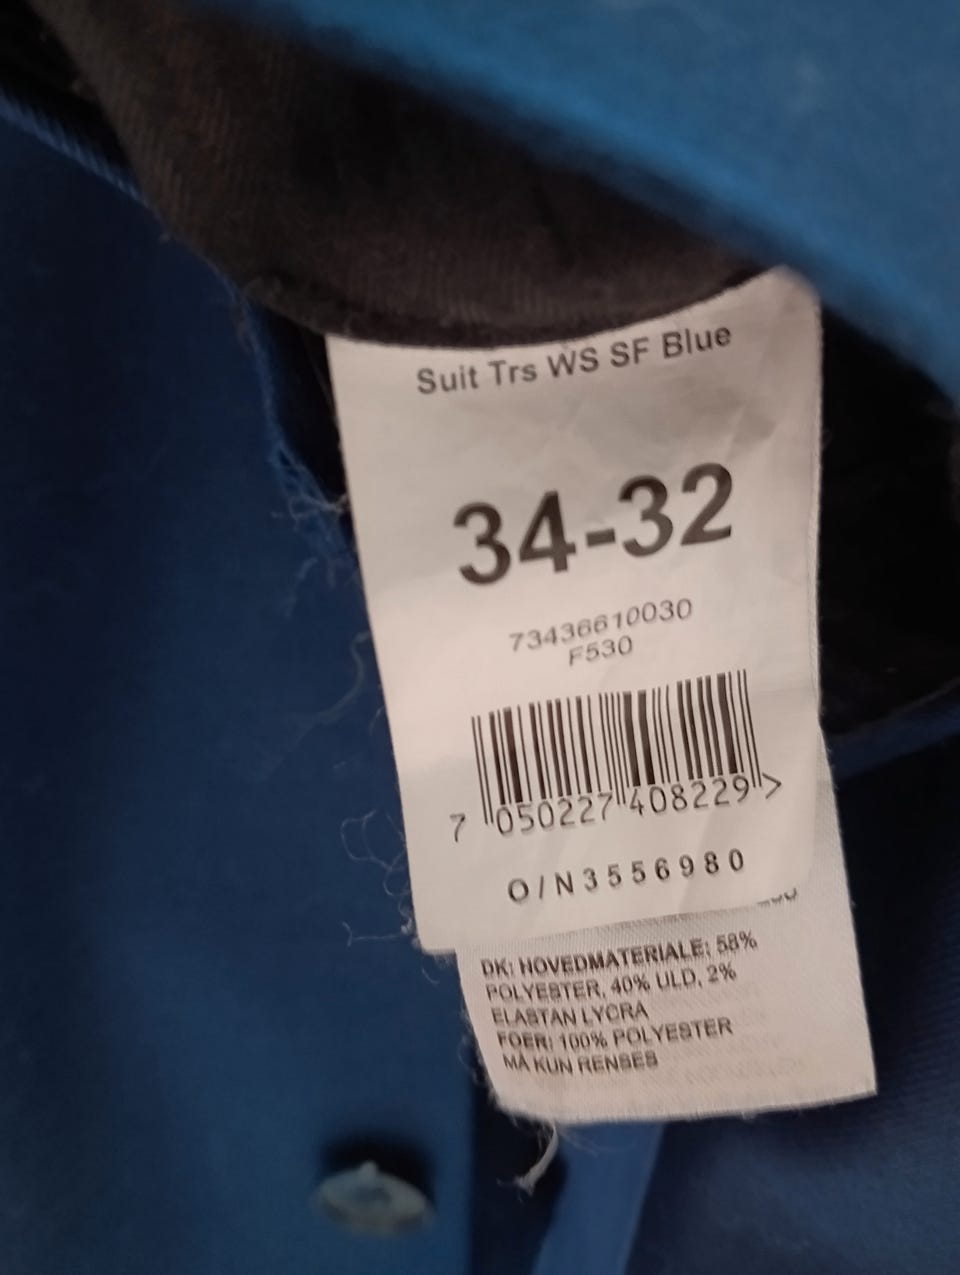 Suit Trs WS SF Blue
34-32
73436610030
F530
7 050227 408229 >
O/N3556980
DK: HOVEDMATERIALE: 58%
POLYESTER, 40% ULD, 2%
ELASTAN LYCRA
FOER: 100% POLYESTER
MÅ KUN RENSES